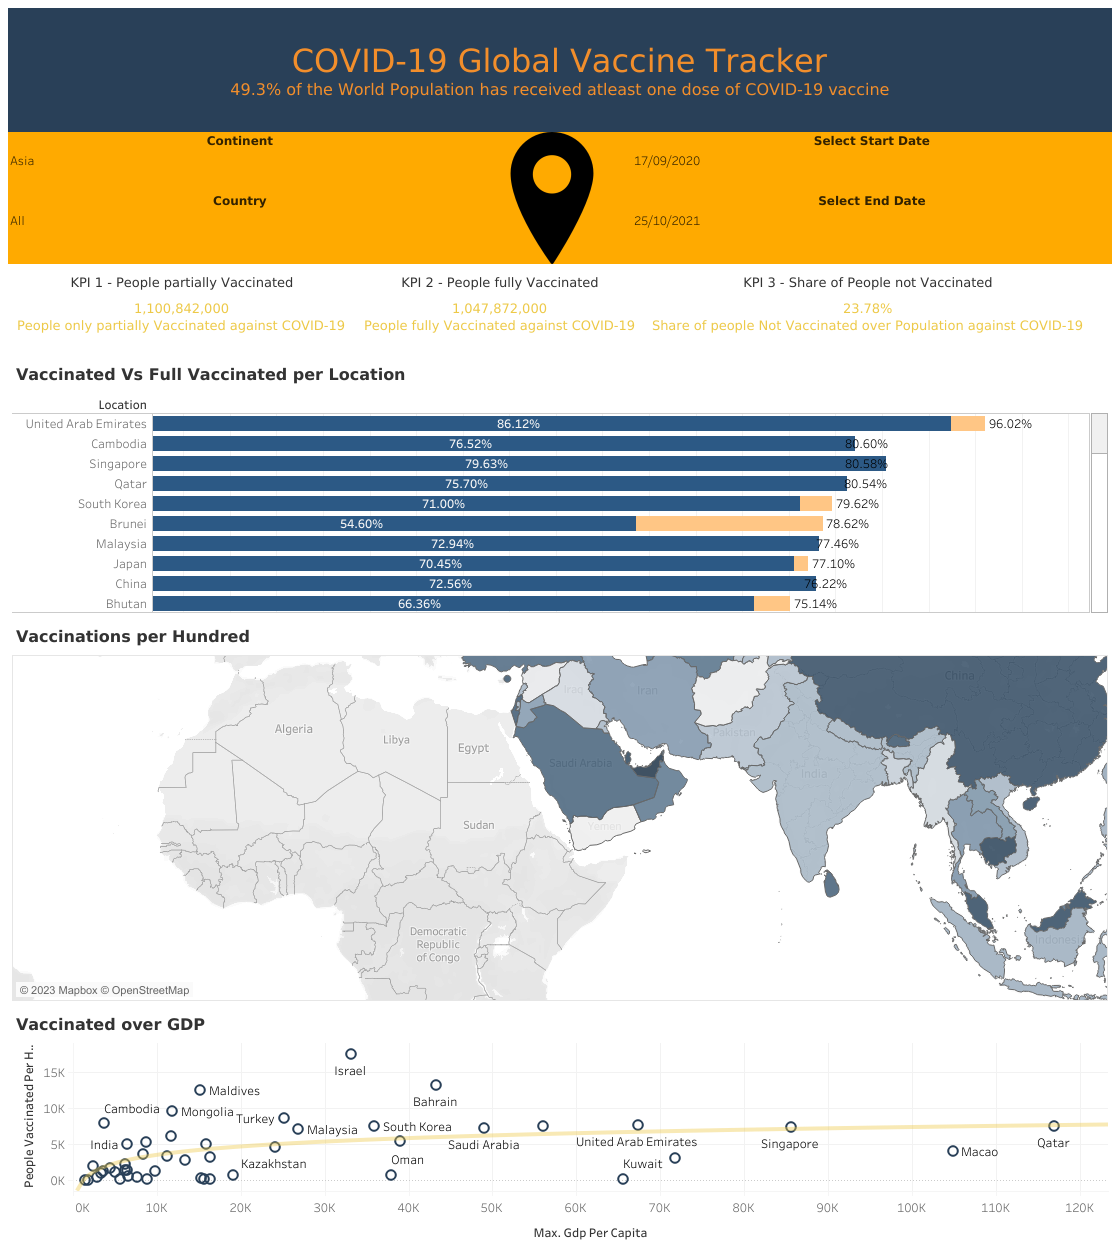 COVID-19 Global Vaccine Tracker
49.3% of the World Population has received atleast one dose of COVID-19 vaccine
Continent
Select Start Date
Asia
17/09/2020
Country
Select End Date
All
25/10/2021
KPI 1 - People partially Vaccinated
KPI 2 - People fully Vaccinated
KPI 3 - Share of People not Vaccinated
1,100,842,000
1,047,872,000
23.78%
People only partially Vaccinated against COVID-19
People fully Vaccinated against COVID-19
Share of people Not Vaccinated over Population against COVID-19
Vaccinated Vs Full Vaccinated per Location
Location
United Arab Emirates 86.12% 96.02%
Cambodia 76.52% 80.60%
Singapore 79.63% 80.58%
Qatar 75.70% 80.54%
South Korea 71.00% 79.62%
Brunei 54.60% 78.62%
Malaysia 72.94% 77.46%
Japan 70.45% 77.10%
China 72.56% 76.22%
Bhutan 66.36% 75.14%
Vaccinations per Hundred
China
Iraq
Iran
Algeria
Libya
Egypt
Pakistan
Saudi Arabia
India
Sudan
Yemen
Democratic
Republic
of Congo
Indones
© 2023 Mapbox © OpenStreetMap
Vaccinated over GDP
People Vaccinated Per H..
15K
10K
5K
0K
Israel
Maldives
Bahrain
Cambodia
Mongolia
Turkey
Malaysia
South Korea
India
Saudi Arabia
United Arab Emirates
Singapore
Qatar
Macao
Kazakhstan
Oman
Kuwait
0K 10K 20K 30K 40K 50K 60K 70K 80K 90K 100K 110K 120K
Max. Gdp Per Capita